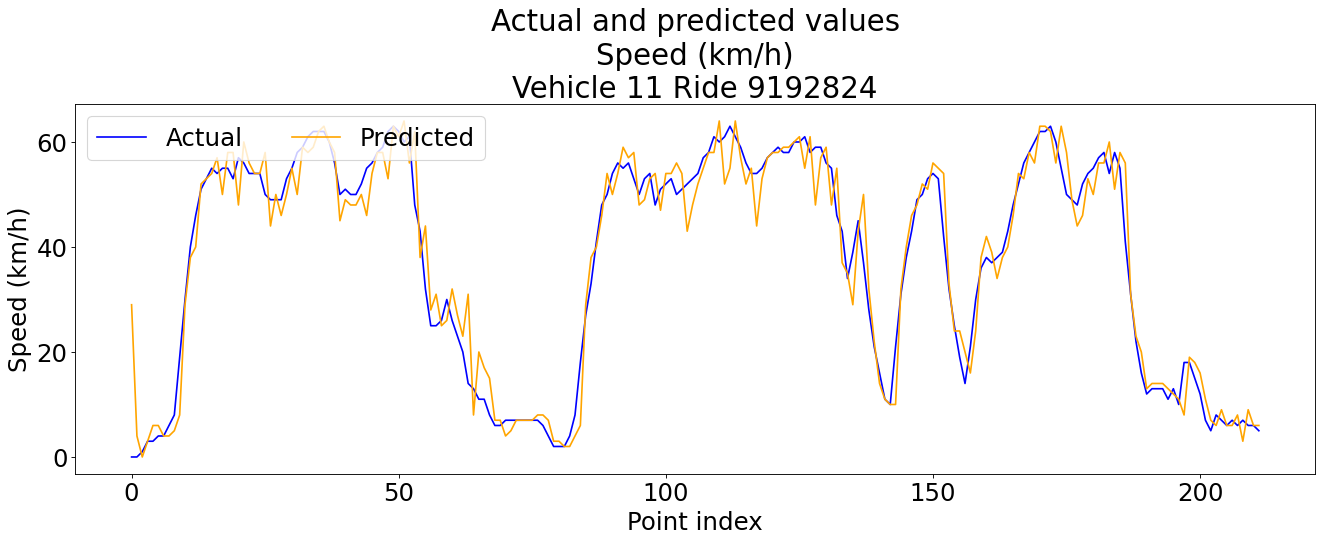 Actual and predicted values
Speed (km/h)
Vehicle 11 Ride 9192824
Actual
Predicted
Speed (km/h)
60
40
20
0
0
50
100
150
200
Point index